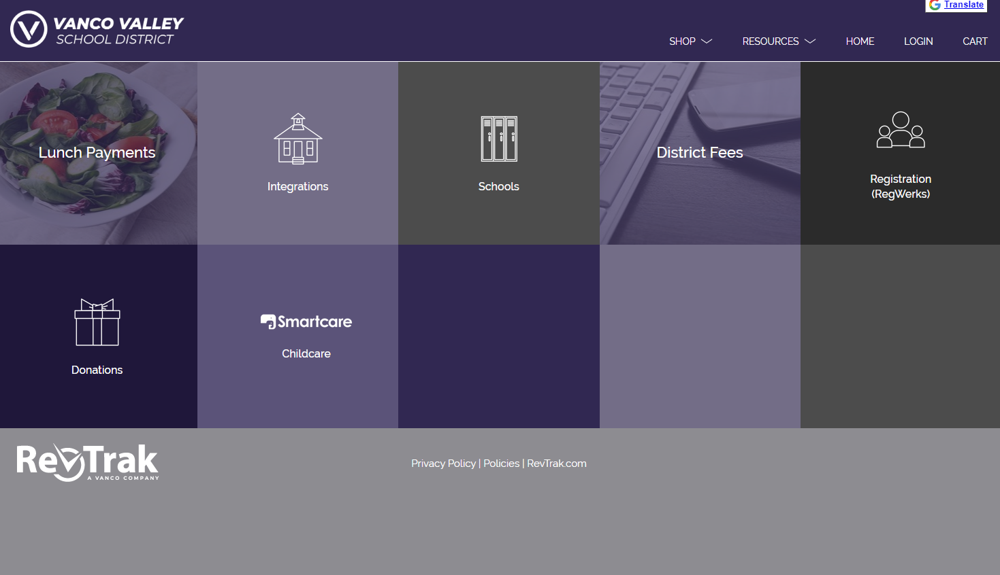 Translate
VANCO VALLEY
SCHOOL DISTRICT
SHOP
RESOURCES
HOME
LOGIN
CART
Lunch Payments
Integrations
Schools
District Fees
Registration
(RegWerks)
Donations
Smartcare
Childcare
RevTrak
A VANCO COMPANY
Privacy Policy | Policies | RevTrak.com